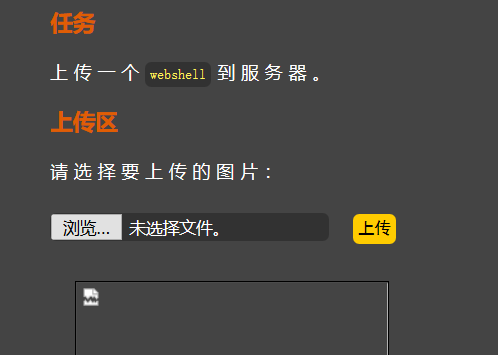 任务
上传一个 webshell 到服务器。
上传区
请选择要上传的图片：
浏览... 未选择文件。 上传